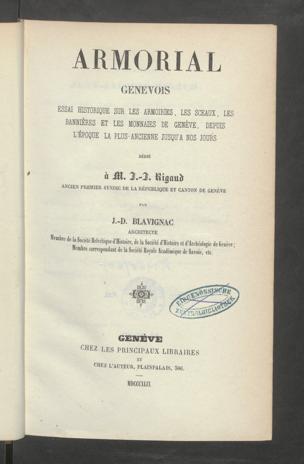 ARMORIAL
GENEVOIS
ESSAI HISTORIQUE SUR LES ARMOIRIES, LES SCEAUX, LES
BANNIÈRES ET LES MONNAIES DE GENÈVE, DEPUIS
L'ÉPOQUE LA PLUS ANCIENNE JUSQU'A NOS JOURS
DÉDIÉ
à M. J.-J. Rigaud
ANCIEN PREMIER SYNDIC DE LA RÉPUBLIQUE ET CANTON DE GENÈVE
PAR
J.-D. BLAVIGNAC
ARCHITECTE
Membre de la Société Helvétique d'Histoire, de la Société d'Histoire et d'Archéologie de Genève;
Membre correspondant de la Société Royale Académique de Savoie, etc.
EIDGENÖSSISCHE
ZENTRALBIBLIOTHEK
GENÈVE
CHEZ LES PRINCIPAUX LIBRAIRES
ET
CHEZ L'AUTEUR, PLAINPALAIS,